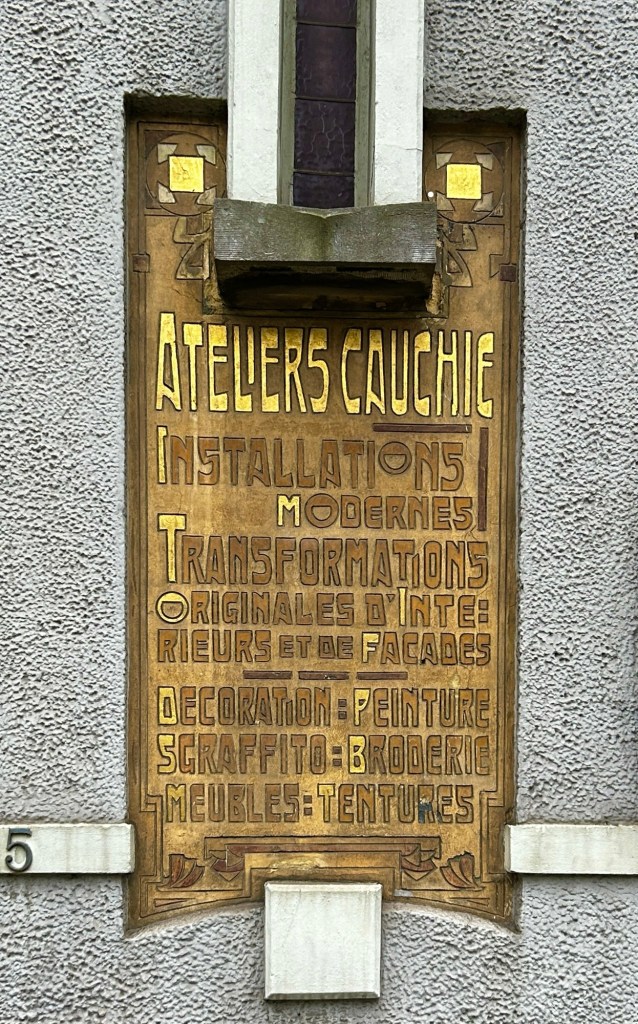 ATELIERS CAUCHIE
INSTALLATIONS
MODERNES
TRANSFORMATIONS
ORIGINALES D'INTE:
RIEURS ET DE FACADES
DECORATION : PEINTURE
SGRAFFITO : BRODERIE
MEUBLES : TENTURES
5